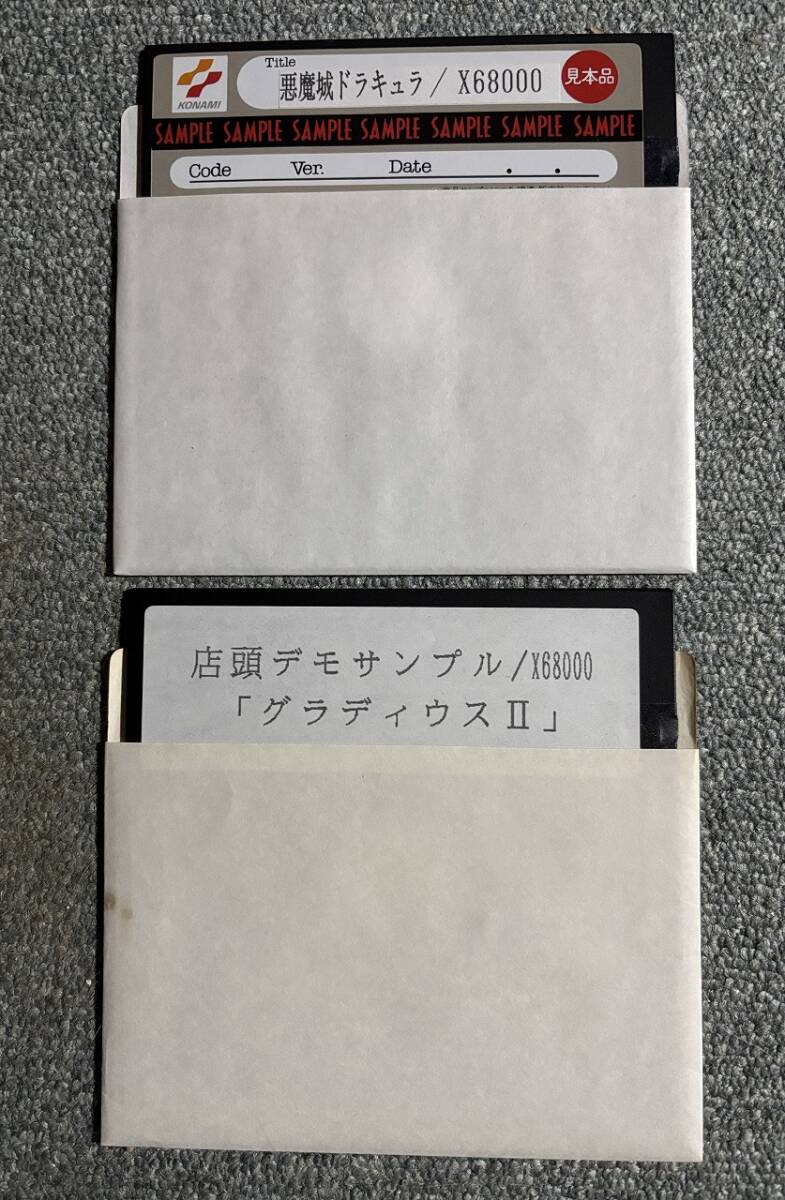 KONAMI
Title
悪魔城ドラキュラ/X68000
見本品
SAMPLE SAMPLE SAMPLE SAMPLE SAMPLE SAMPLE SAMPLE
Code Ver. Date . .
店頭デモサンプル/X68000
「グラディウスⅡ」